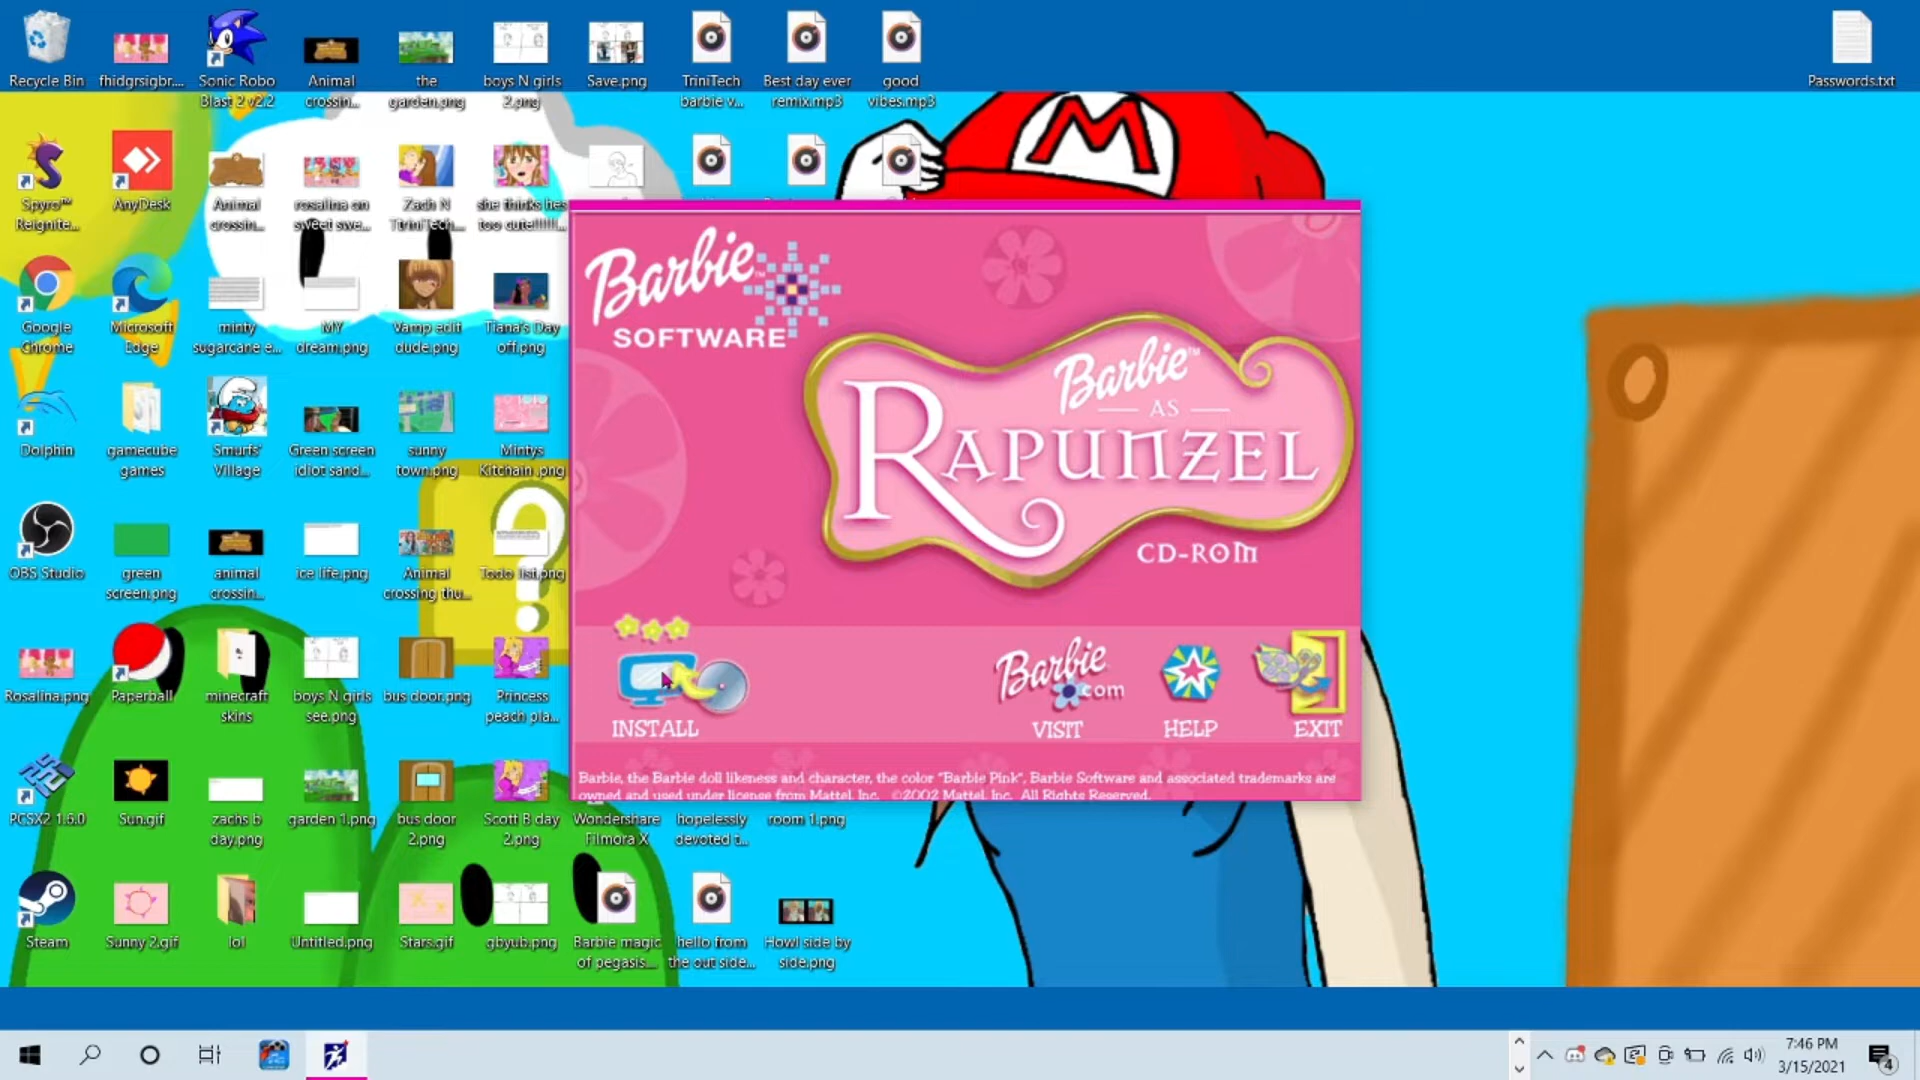 Recycle Bin
fhidgrsigbr....
Sonic Robo
Blast 2 v2.2
Animal
crossin...
the
garden.png
boys N girls
2.png
Save.png
TriniTech
barbie v...
Best day ever
remix.mp3
good
vibes.mp3
Passwords.txt
M
Spyro™
Reignite...
AnyDesk
Animal
crossin...
rosalina on
sweet swe...
Zach N
TriniTech....
she thinks hes
too cute!!!!!!...
Google
Chrome
Microsoft
Edge
minty
sugarcane e...
MY
dream.png
Vamp edit
dude.png
Tiana's Day
off.png
Dolphin
gamecube
games
Smurfs'
Village
Green screen
idiot sand...
sunny
town.png
Mintys
Kitchain .png
OBS Studio
green
screen.png
animal
crossin...
ice life.png
Animal
crossing thu...
Todo list.png
Rosalina.png
Paperball
minecraft
skins
boys N girls
see.png
bus door.png
Princess
peach pla...
PCSX2 1.6.0
Sun.gif
zachs b
day.png
garden 1.png
bus door
2.png
Scott B day
2.png
Wondershare
Filmora X
hopelessly
devoted t...
room 1.png
Steam
Sunny 2.gif
lol
Untitled.png
Stars.gif
gbyub.png
Barbie magic
of pegasis....
hello from
the out side...
Howl side by
side.png
Barbie™
SOFTWARE
Barbie™
AS
RAPUNZEL
CD-ROM
INSTALL
Barbie.com
VISIT
HELP
EXIT
Barbie, the Barbie doll likeness and character, the color "Barbie Pink", Barbie Software and associated trademarks are
owned and used under license from Mattel, Inc. ©2002 Mattel, Inc. All Rights Reserved.
7:46 PM
3/15/2021
4